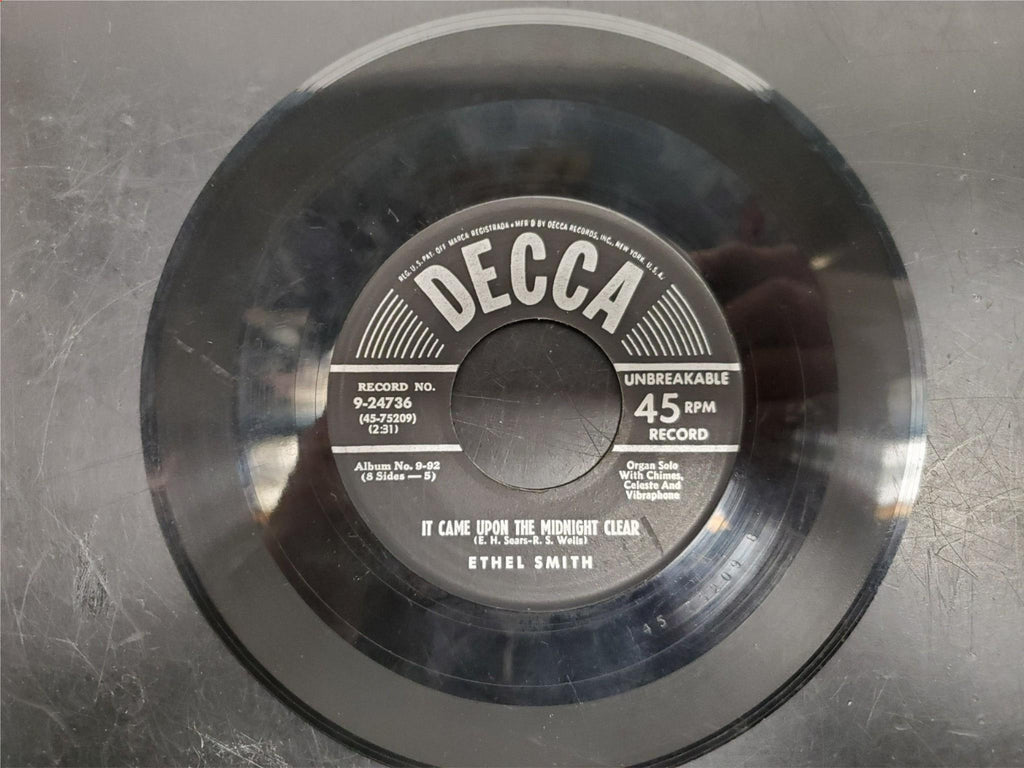 REG. U.S. PAT. OFF. MARCA REGISTRADA • MFR'D BY DECCA RECORDS, INC., NEW YORK, U.S.A.
DECCA
RECORD NO.
9-24736
(45-75209)
(2:31)
UNBREAKABLE
45 RPM
RECORD
Album No. 9-92
(8 Sides — 5)
Organ Solo
With Chimes,
Celeste And
Vibraphone
IT CAME UPON THE MIDNIGHT CLEAR
(E. H. Sears-R. S. Wells)
ETHEL SMITH
45